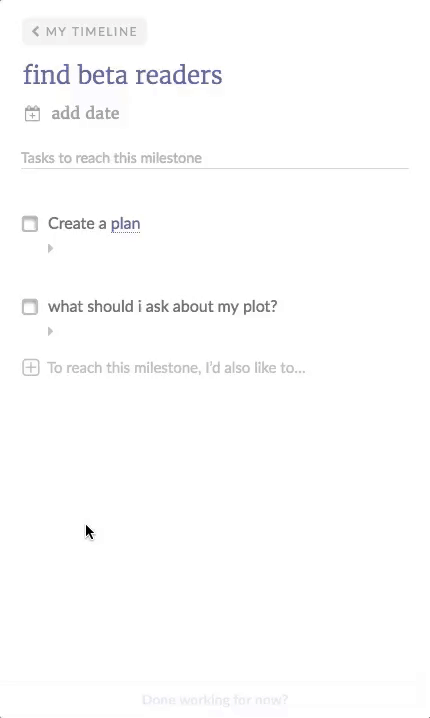 MY TIMELINE
find beta readers
add date
Tasks to reach this milestone
Create a plan
what should i ask about my plot?
To reach this milestone, I'd also like to...
Done working for now?